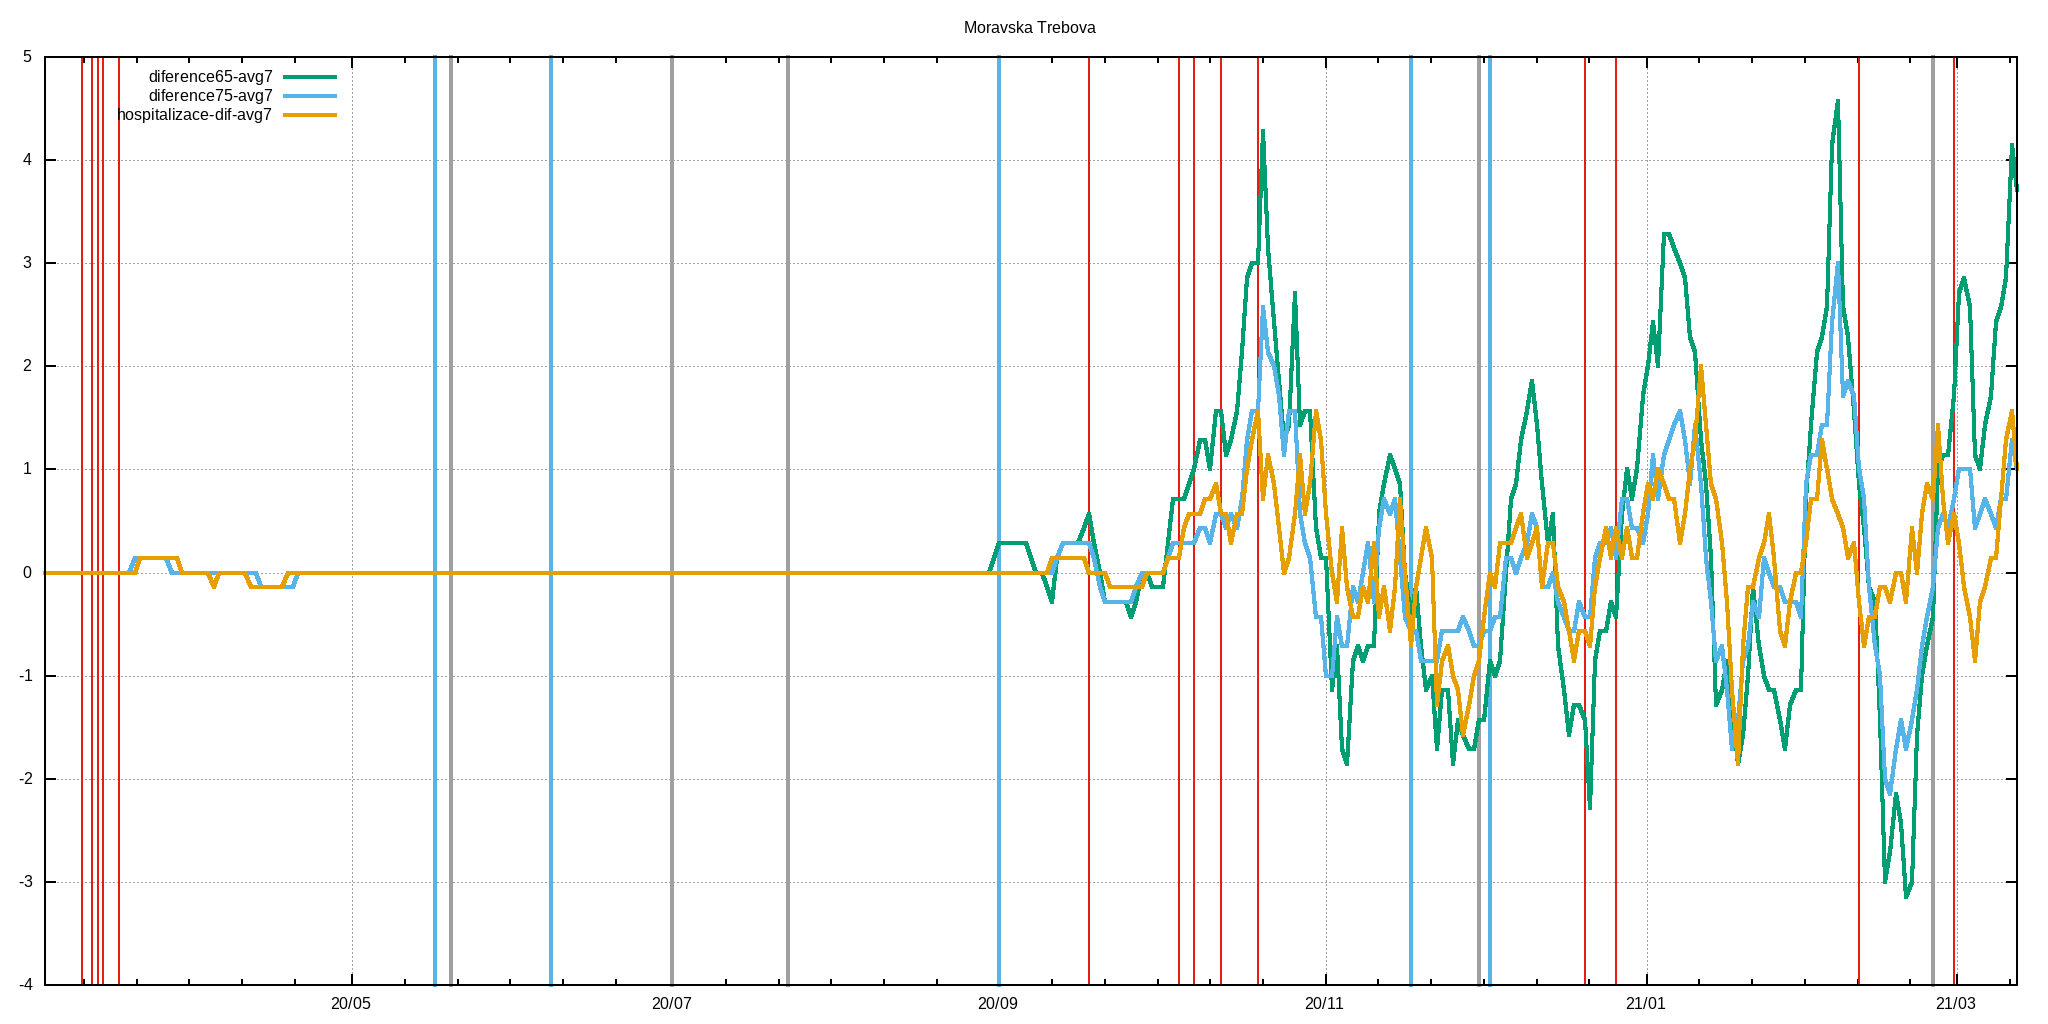 Moravska Trebova
5
diference65-avg7
diference75-avg7
hospitalizace-dif-avg7
4
3
2
1
0
-1
-2
-3
-4
20/05 20/07 20/09 20/11 21/01 21/03